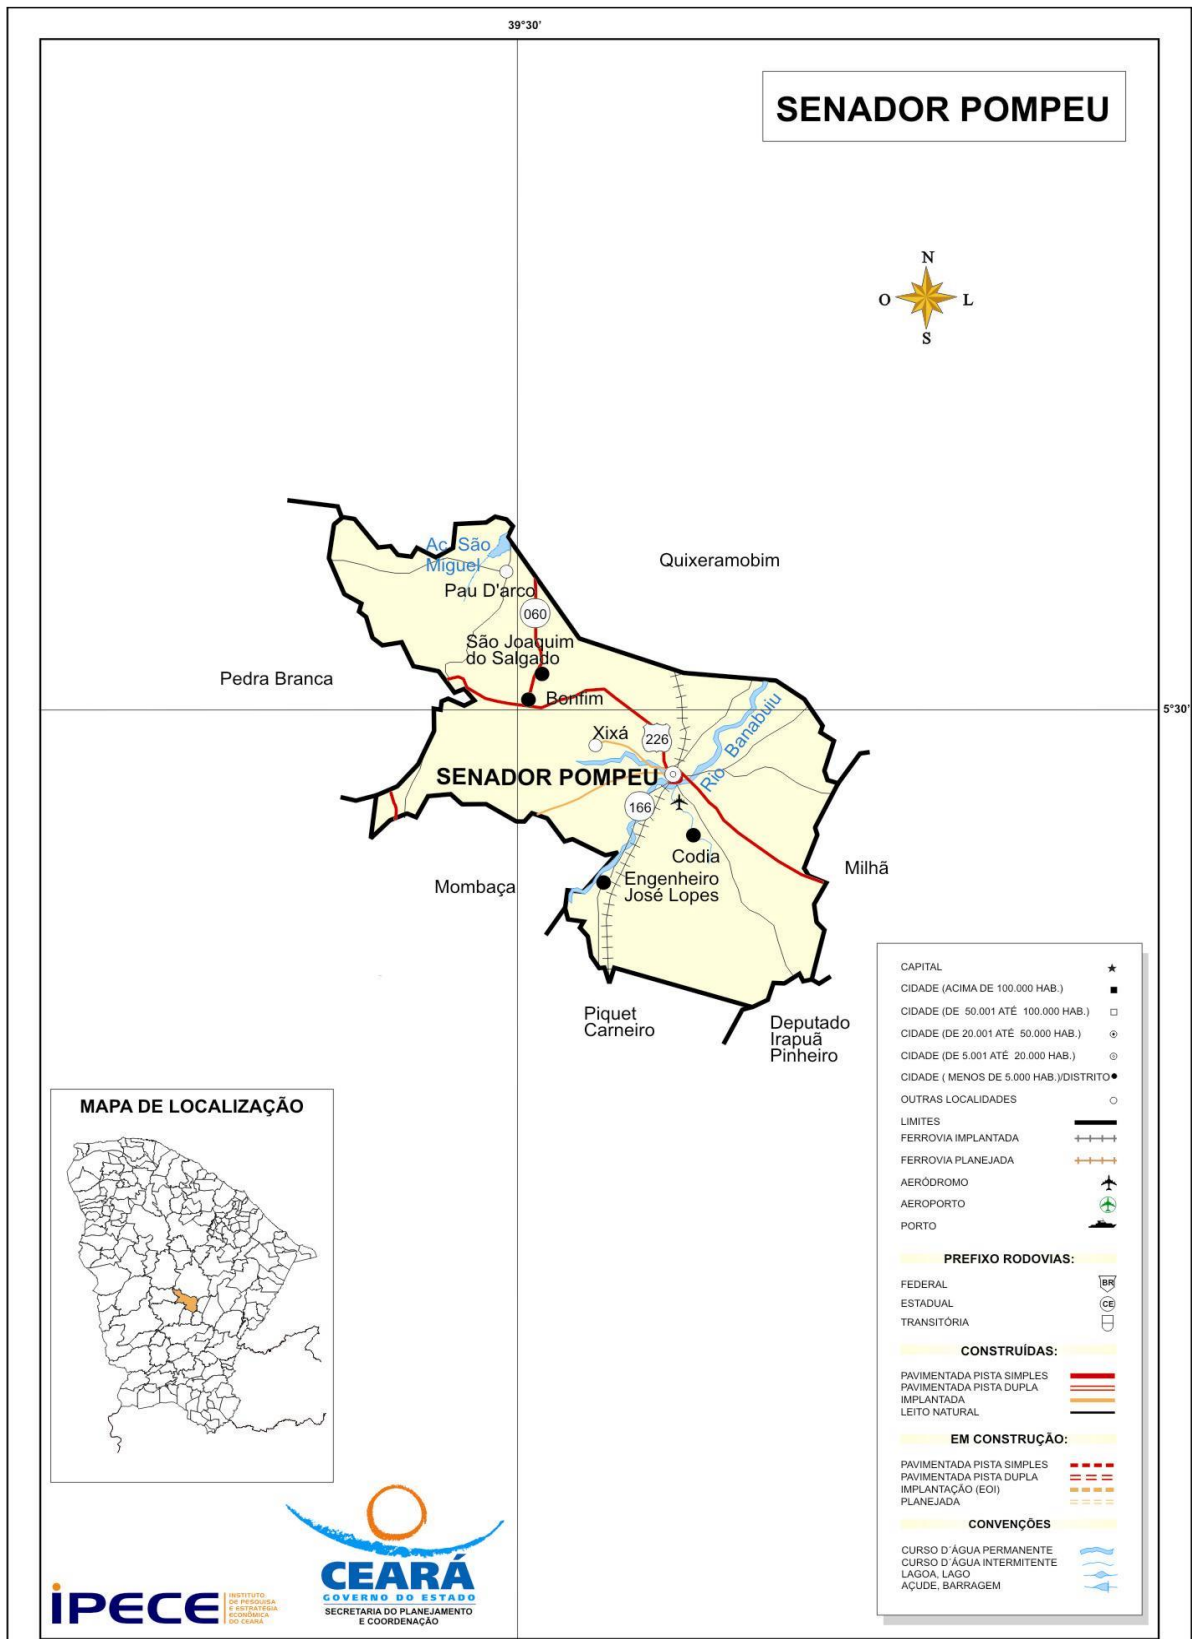 39°30'
SENADOR POMPEU
N
O
L
S
Ac. São
Miguel
Quixeramobim
Pau D'arco
060
São Joaquim
do Salgado
Pedra Branca
Bonfim
5°30'
Xixá
226
Rio Banabuiu
SENADOR POMPEU
166
Codia
Milhã
Mombaça
Engenheiro
José Lopes
Piquet
Carneiro
Deputado
Irapuã
Pinheiro
CAPITAL
CIDADE (ACIMA DE 100.000 HAB.)
CIDADE (DE 50.001 ATÉ 100.000 HAB.)
CIDADE (DE 20.001 ATÉ 50.000 HAB.)
CIDADE (DE 5.001 ATÉ 20.000 HAB.)
CIDADE ( MENOS DE 5.000 HAB.)/DISTRITO
OUTRAS LOCALIDADES
LIMITES
FERROVIA IMPLANTADA
FERROVIA PLANEJADA
AERÓDROMO
AEROPORTO
PORTO
PREFIXO RODOVIAS:
FEDERAL BR
ESTADUAL CE
TRANSITÓRIA
CONSTRUÍDAS:
PAVIMENTADA PISTA SIMPLES
PAVIMENTADA PISTA DUPLA
IMPLANTADA
LEITO NATURAL
EM CONSTRUÇÃO:
PAVIMENTADA PISTA SIMPLES
PAVIMENTADA PISTA DUPLA
IMPLANTAÇÃO (EOI)
PLANEJADA
CONVENÇÕES
CURSO D´ÁGUA PERMANENTE
CURSO D´ÁGUA INTERMITENTE
LAGOA, LAGO
AÇUDE, BARRAGEM
MAPA DE LOCALIZAÇÃO
iPECE
INSTITUTO
DE PESQUISA
E ESTRATÉGIA
ECONÔMICA
DO CEARÁ
CEARÁ
GOVERNO DO ESTADO
SECRETARIA DO PLANEJAMENTO
E COORDENAÇÃO